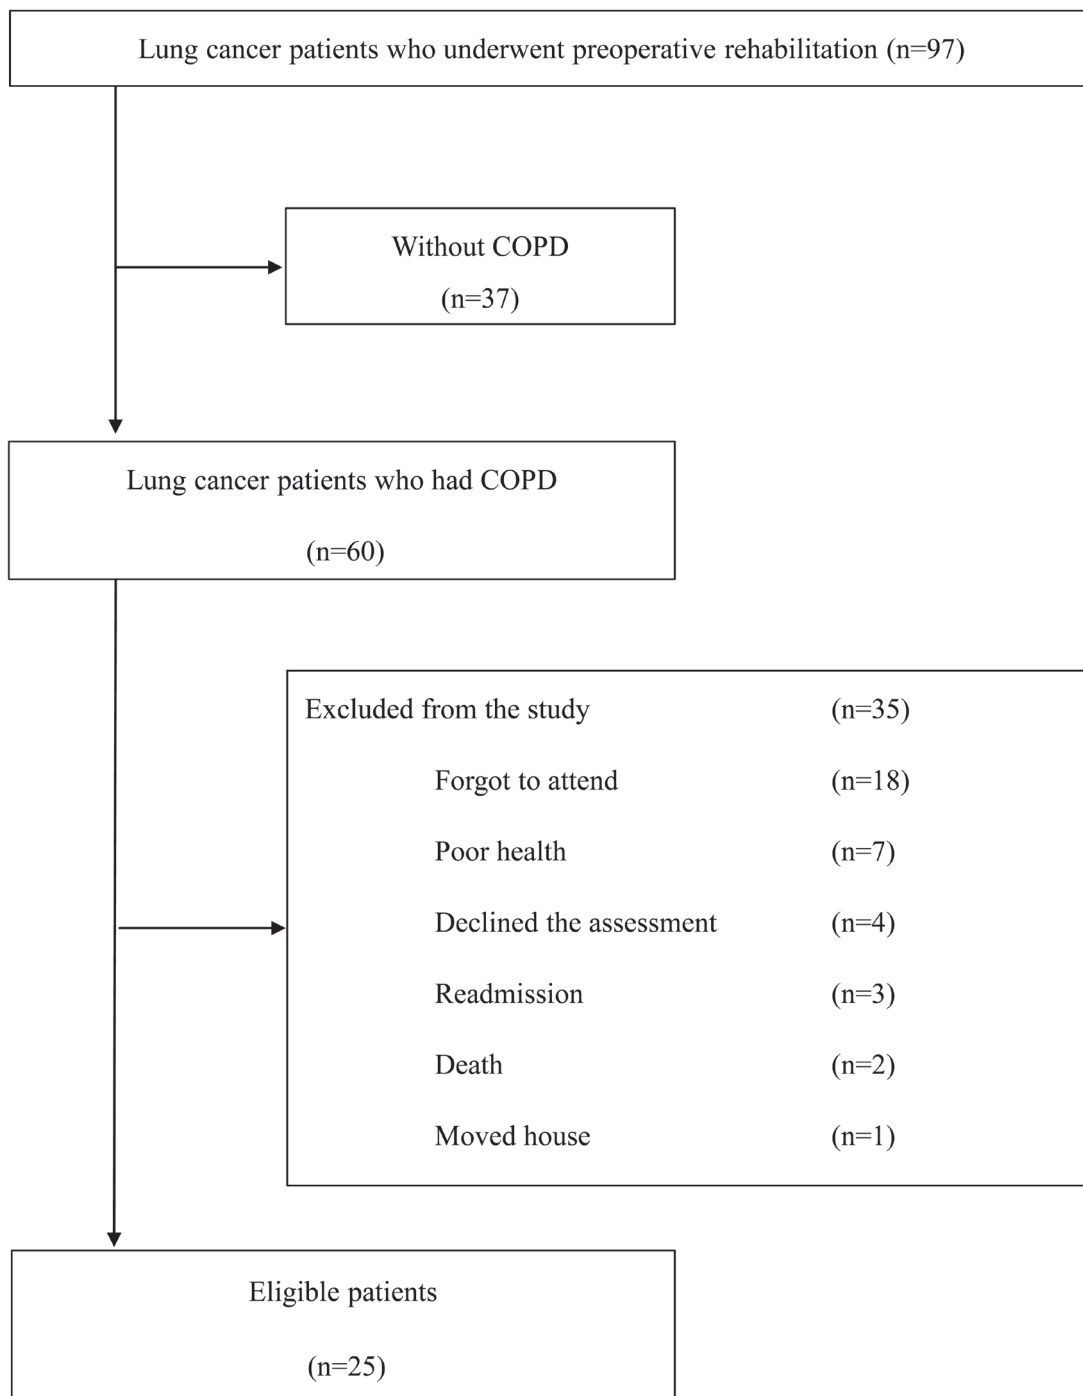 Lung cancer patients who underwent preoperative rehabilitation (n=97)
Without COPD
(n=37)
Lung cancer patients who had COPD
(n=60)
Excluded from the study (n=35)
Forgot to attend (n=18)
Poor health (n=7)
Declined the assessment (n=4)
Readmission (n=3)
Death (n=2)
Moved house (n=1)
Eligible patients
(n=25)